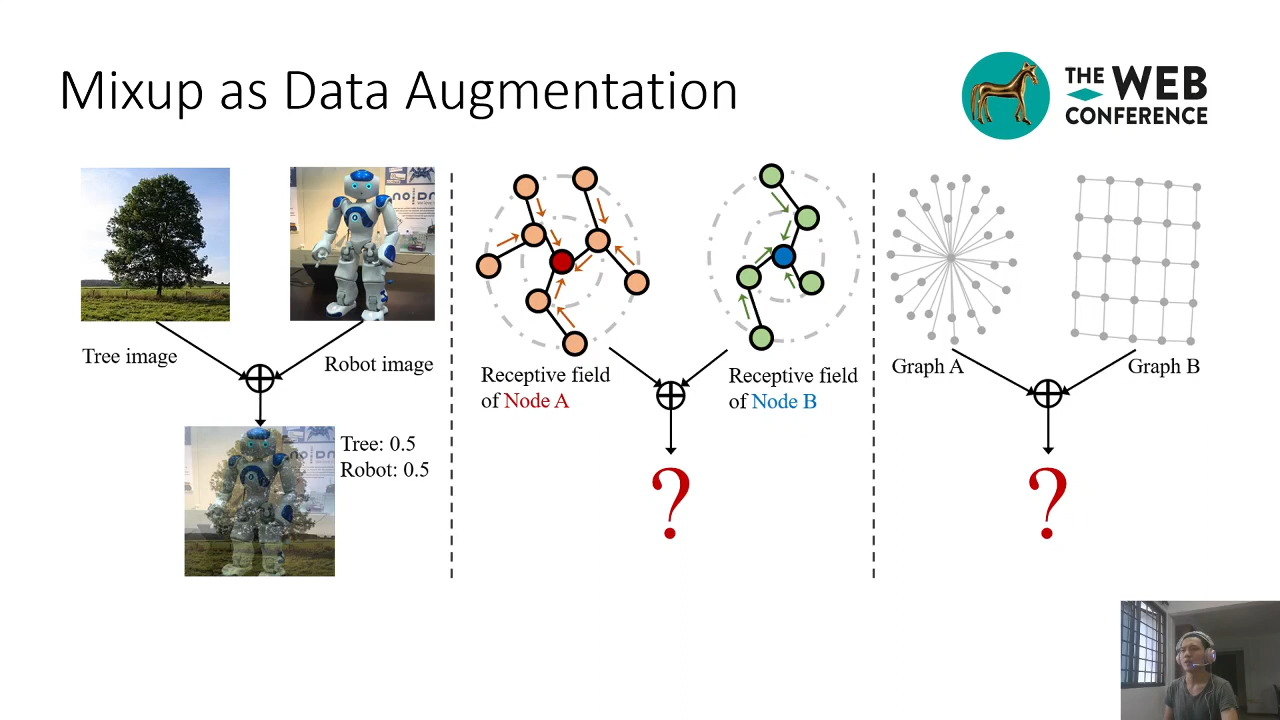 Mixup as Data Augmentation
THE WEB
CONFERENCE
Tree image
Robot image
Tree: 0.5
Robot: 0.5
Receptive field
of Node A
Receptive field
of Node B
?
Graph A
Graph B
?